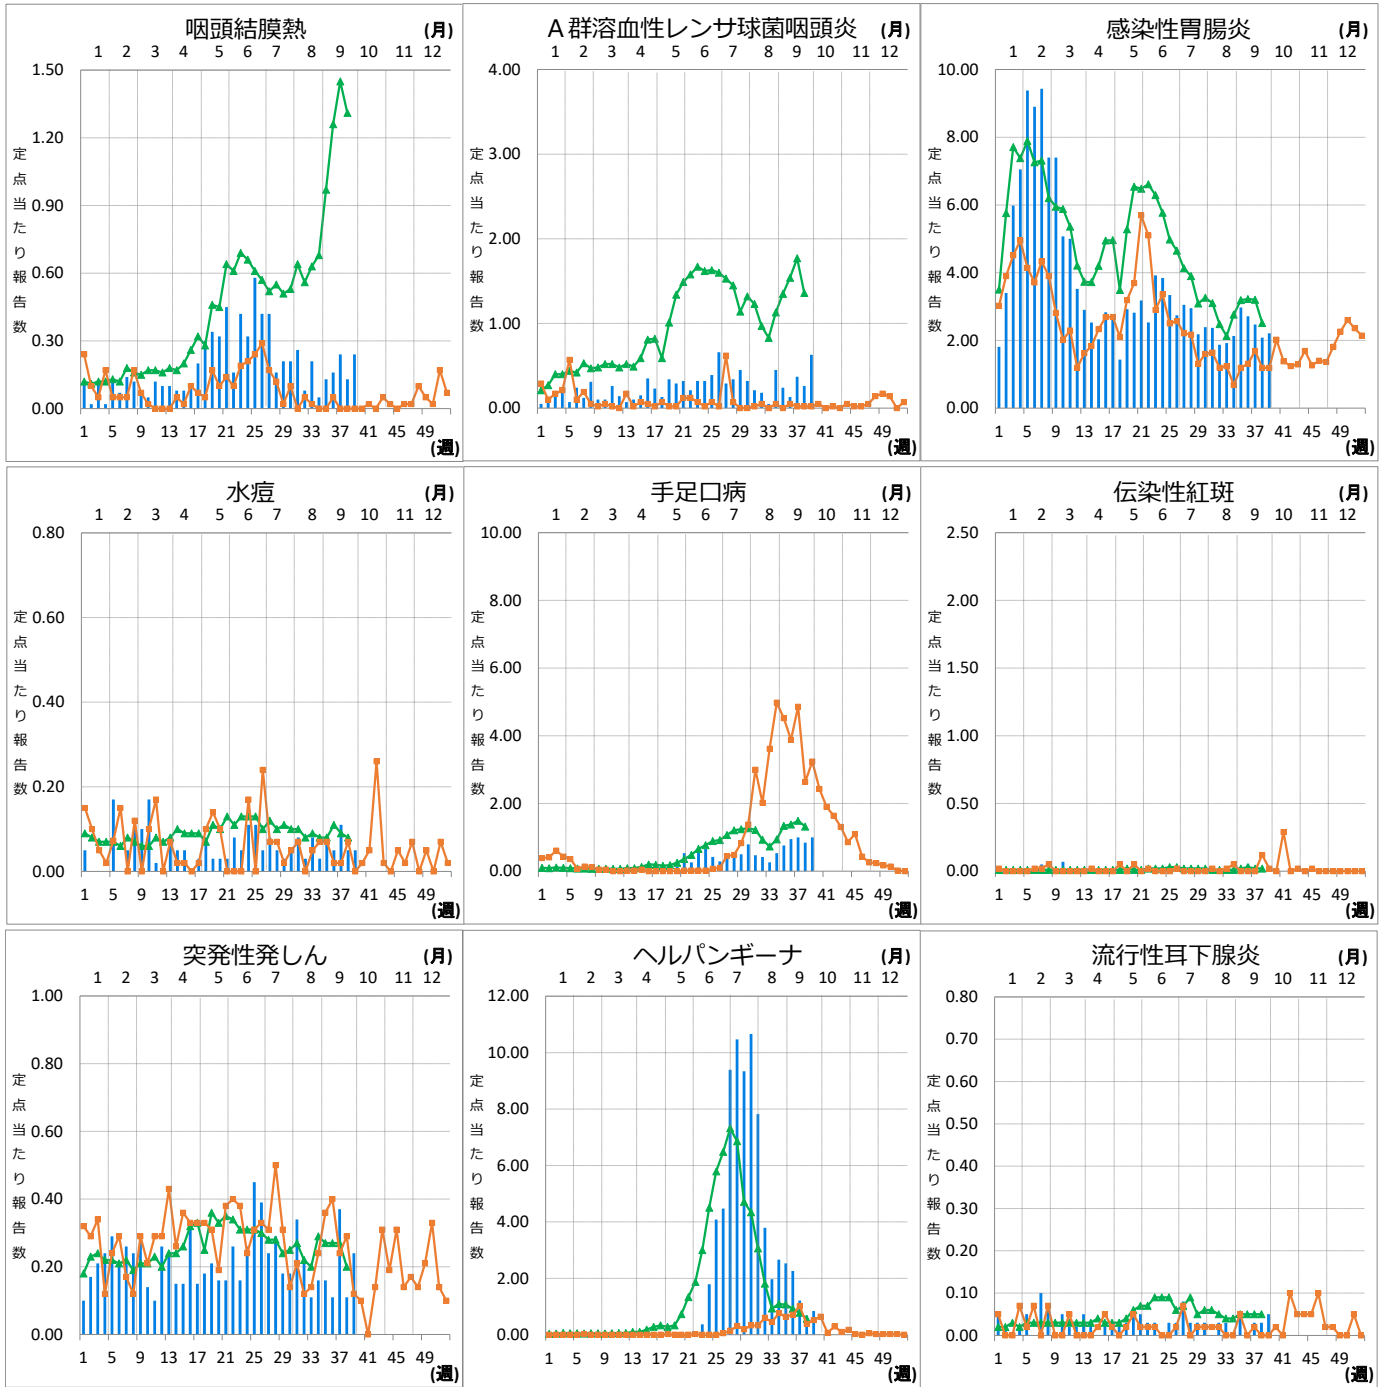 咽頭結膜熱 (月)
1 2 3 4 5 6 7 8 9 10 11 12
1.50
1.20
0.90
0.60
0.30
0.00
定点当たり報告数
1 5 9 13 17 21 25 29 33 37 41 45 49
(週)
A群溶血性レンサ球菌咽頭炎 (月)
1 2 3 4 5 6 7 8 9 10 11 12
4.00
3.00
2.00
1.00
0.00
定点当たり報告数
1 5 9 13 17 21 25 29 33 37 41 45 49
(週)
感染性胃腸炎 (月)
1 2 3 4 5 6 7 8 9 10 11 12
10.00
8.00
6.00
4.00
2.00
0.00
定点当たり報告数
1 5 9 13 17 21 25 29 33 37 41 45 49
(週)
水痘 (月)
1 2 3 4 5 6 7 8 9 10 11 12
0.80
0.60
0.40
0.20
0.00
定点当たり報告数
1 5 9 13 17 21 25 29 33 37 41 45 49
(週)
手足口病 (月)
1 2 3 4 5 6 7 8 9 10 11 12
10.00
8.00
6.00
4.00
2.00
0.00
定点当たり報告数
1 5 9 13 17 21 25 29 33 37 41 45 49
(週)
伝染性紅斑 (月)
1 2 3 4 5 6 7 8 9 10 11 12
2.50
2.00
1.50
1.00
0.50
0.00
定点当たり報告数
1 5 9 13 17 21 25 29 33 37 41 45 49
(週)
突発性発しん (月)
1 2 3 4 5 6 7 8 9 10 11 12
1.00
0.80
0.60
0.40
0.20
0.00
定点当たり報告数
1 5 9 13 17 21 25 29 33 37 41 45 49
(週)
ヘルパンギーナ (月)
1 2 3 4 5 6 7 8 9 10 11 12
12.00
10.00
8.00
6.00
4.00
2.00
0.00
定点当たり報告数
1 5 9 13 17 21 25 29 33 37 41 45 49
(週)
流行性耳下腺炎 (月)
1 2 3 4 5 6 7 8 9 10 11 12
0.80
0.70
0.60
0.50
0.40
0.30
0.20
0.10
0.00
定点当たり報告数
1 5 9 13 17 21 25 29 33 37 41 45 49
(週)